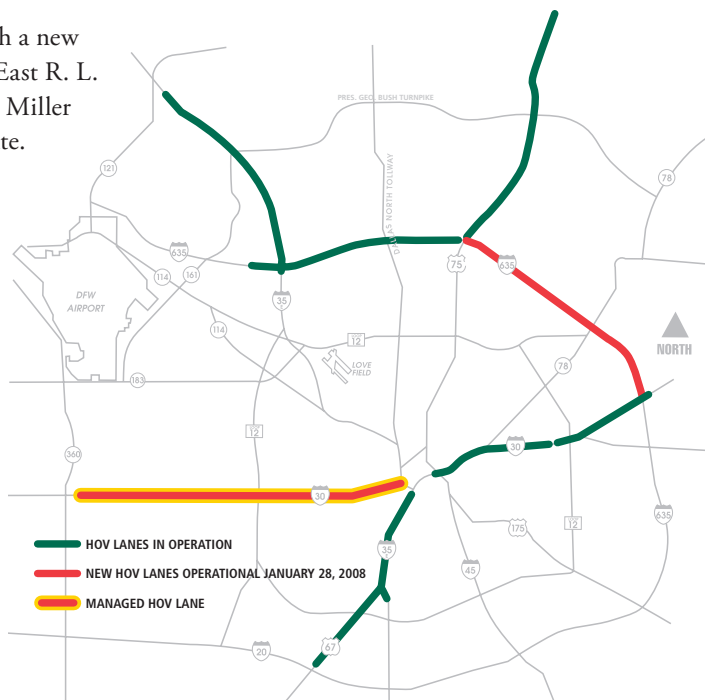 h a new
East R. L.
Miller
te.
PRES. GEO. BUSH TURNPIKE
DALLAS NORTH TOLLWAY
121
78
635
75
635
114
161
DFW
AIRPORT
35
E
114
12
LOVE
FIELD
78
NORTH
183
12
360
30
30
635
175
12
35
E
45
20
67
HOV LANES IN OPERATION
NEW HOV LANES OPERATIONAL JANUARY 28, 2008
MANAGED HOV LANE